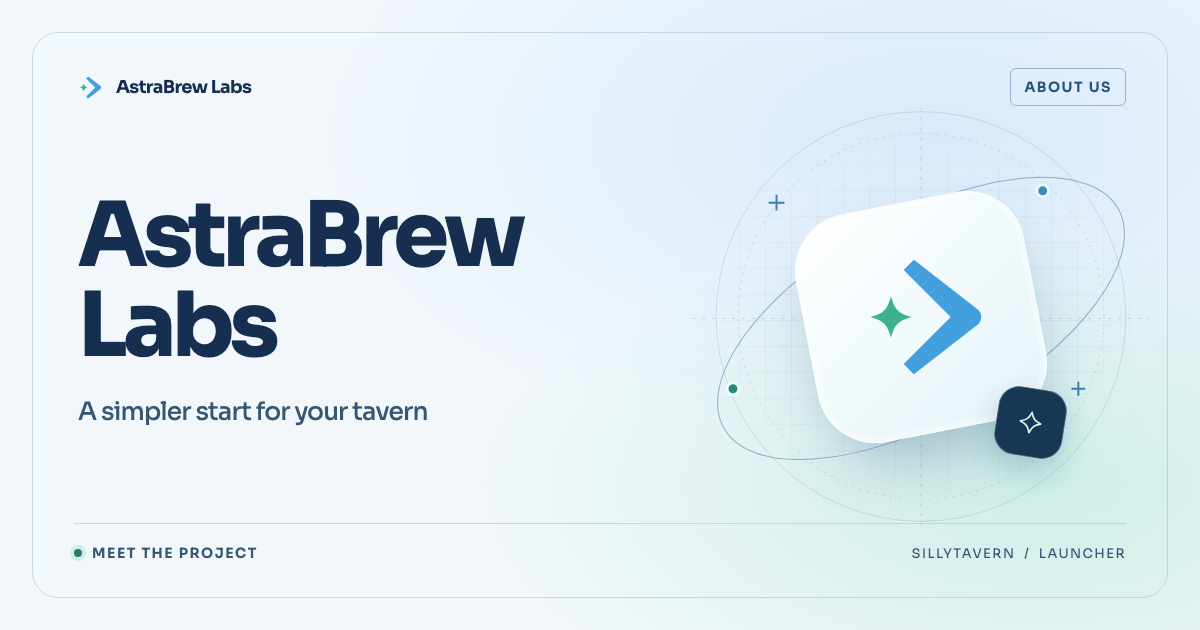 AstraBrew Labs
ABOUT US
AstraBrew
Labs
A simpler start for your tavern
MEET THE PROJECT
SILLYTAVERN / LAUNCHER